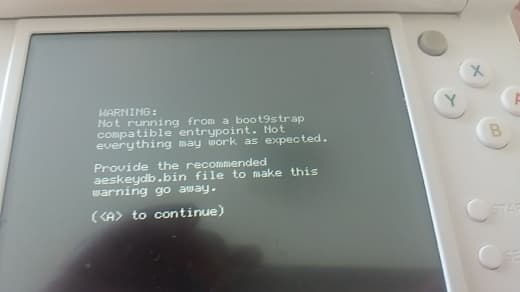 WARNING:
Not running from a boot9strap
compatible entrypoint. Not
everything may work as expected.
Provide the recommended
aeskeydb.bin file to make this
warning go away.
(<A> to continue)
X
Y
A
B